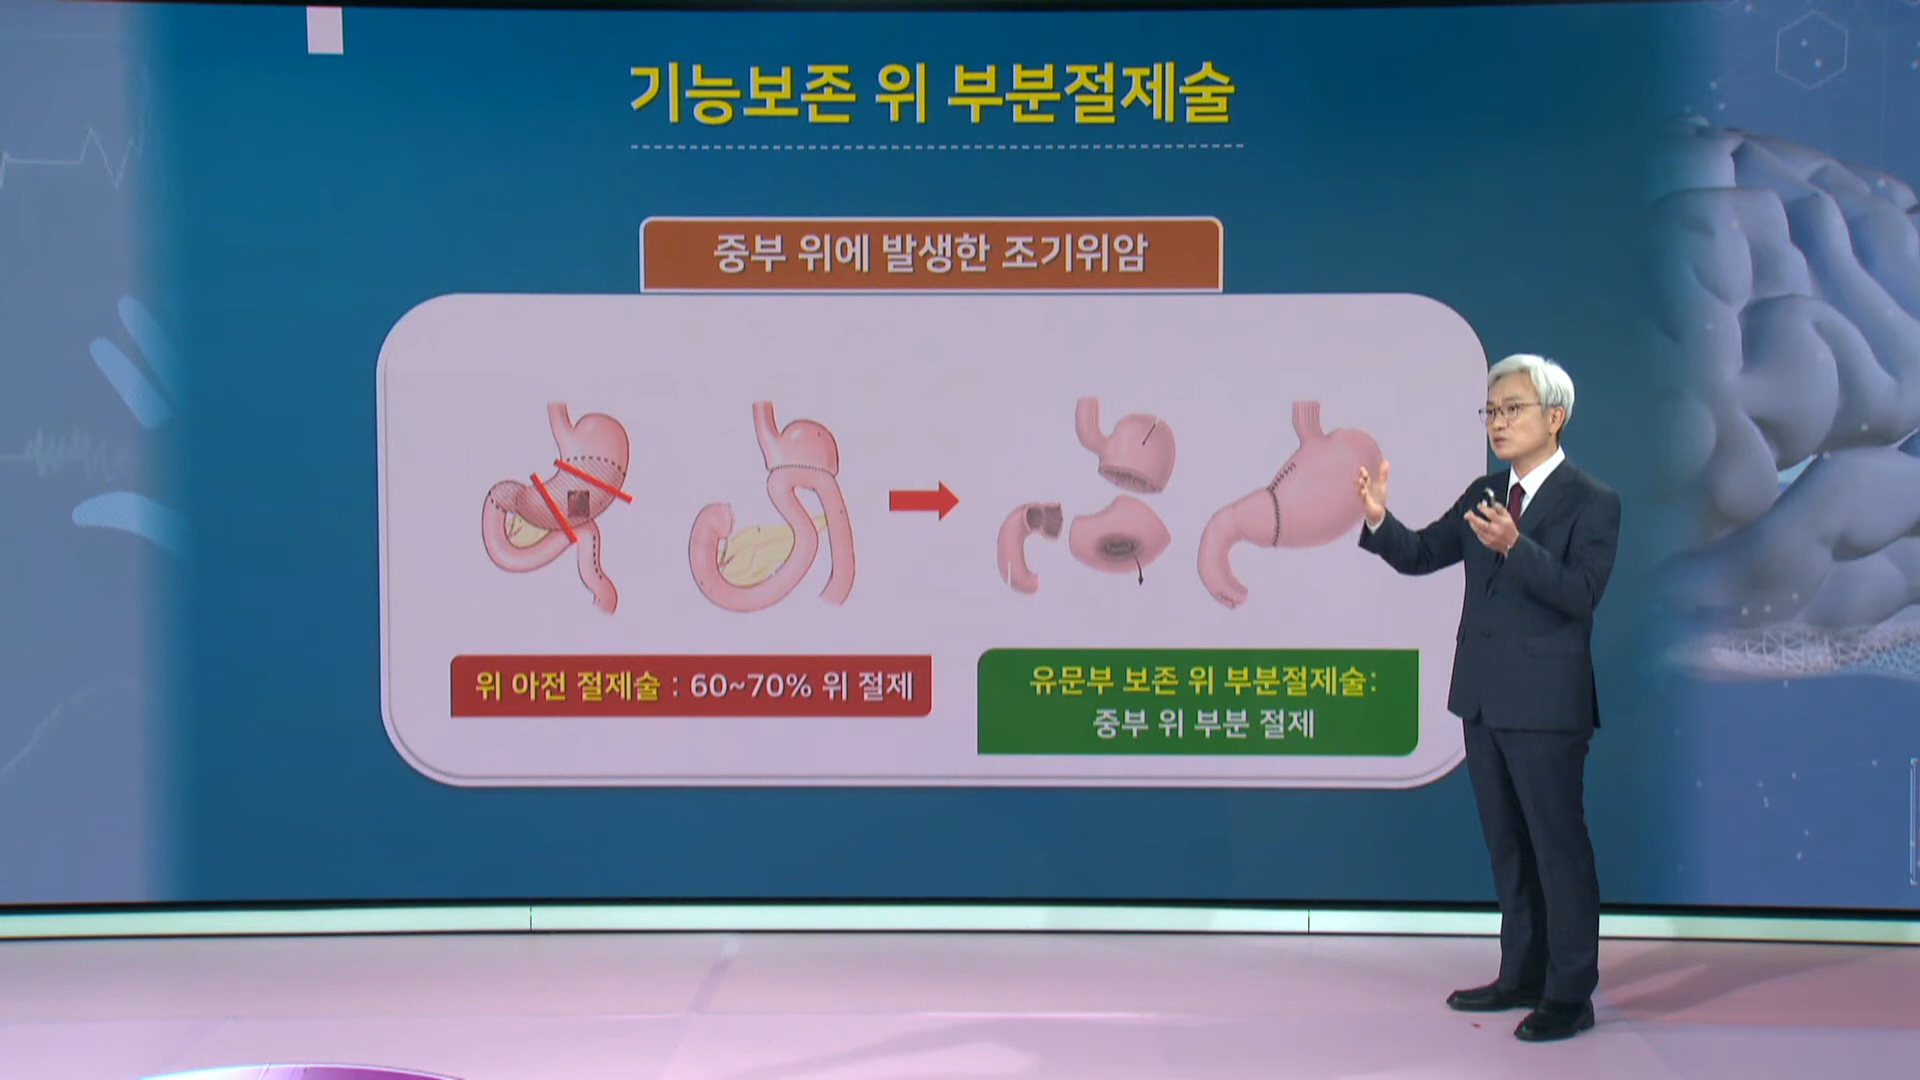 기능보존 위 부분절제술
중부 위에 발생한 조기위암
위 아전 절제술 : 60~70% 위 절제
유문부 보존 위 부분절제술:
중부 위 부분 절제